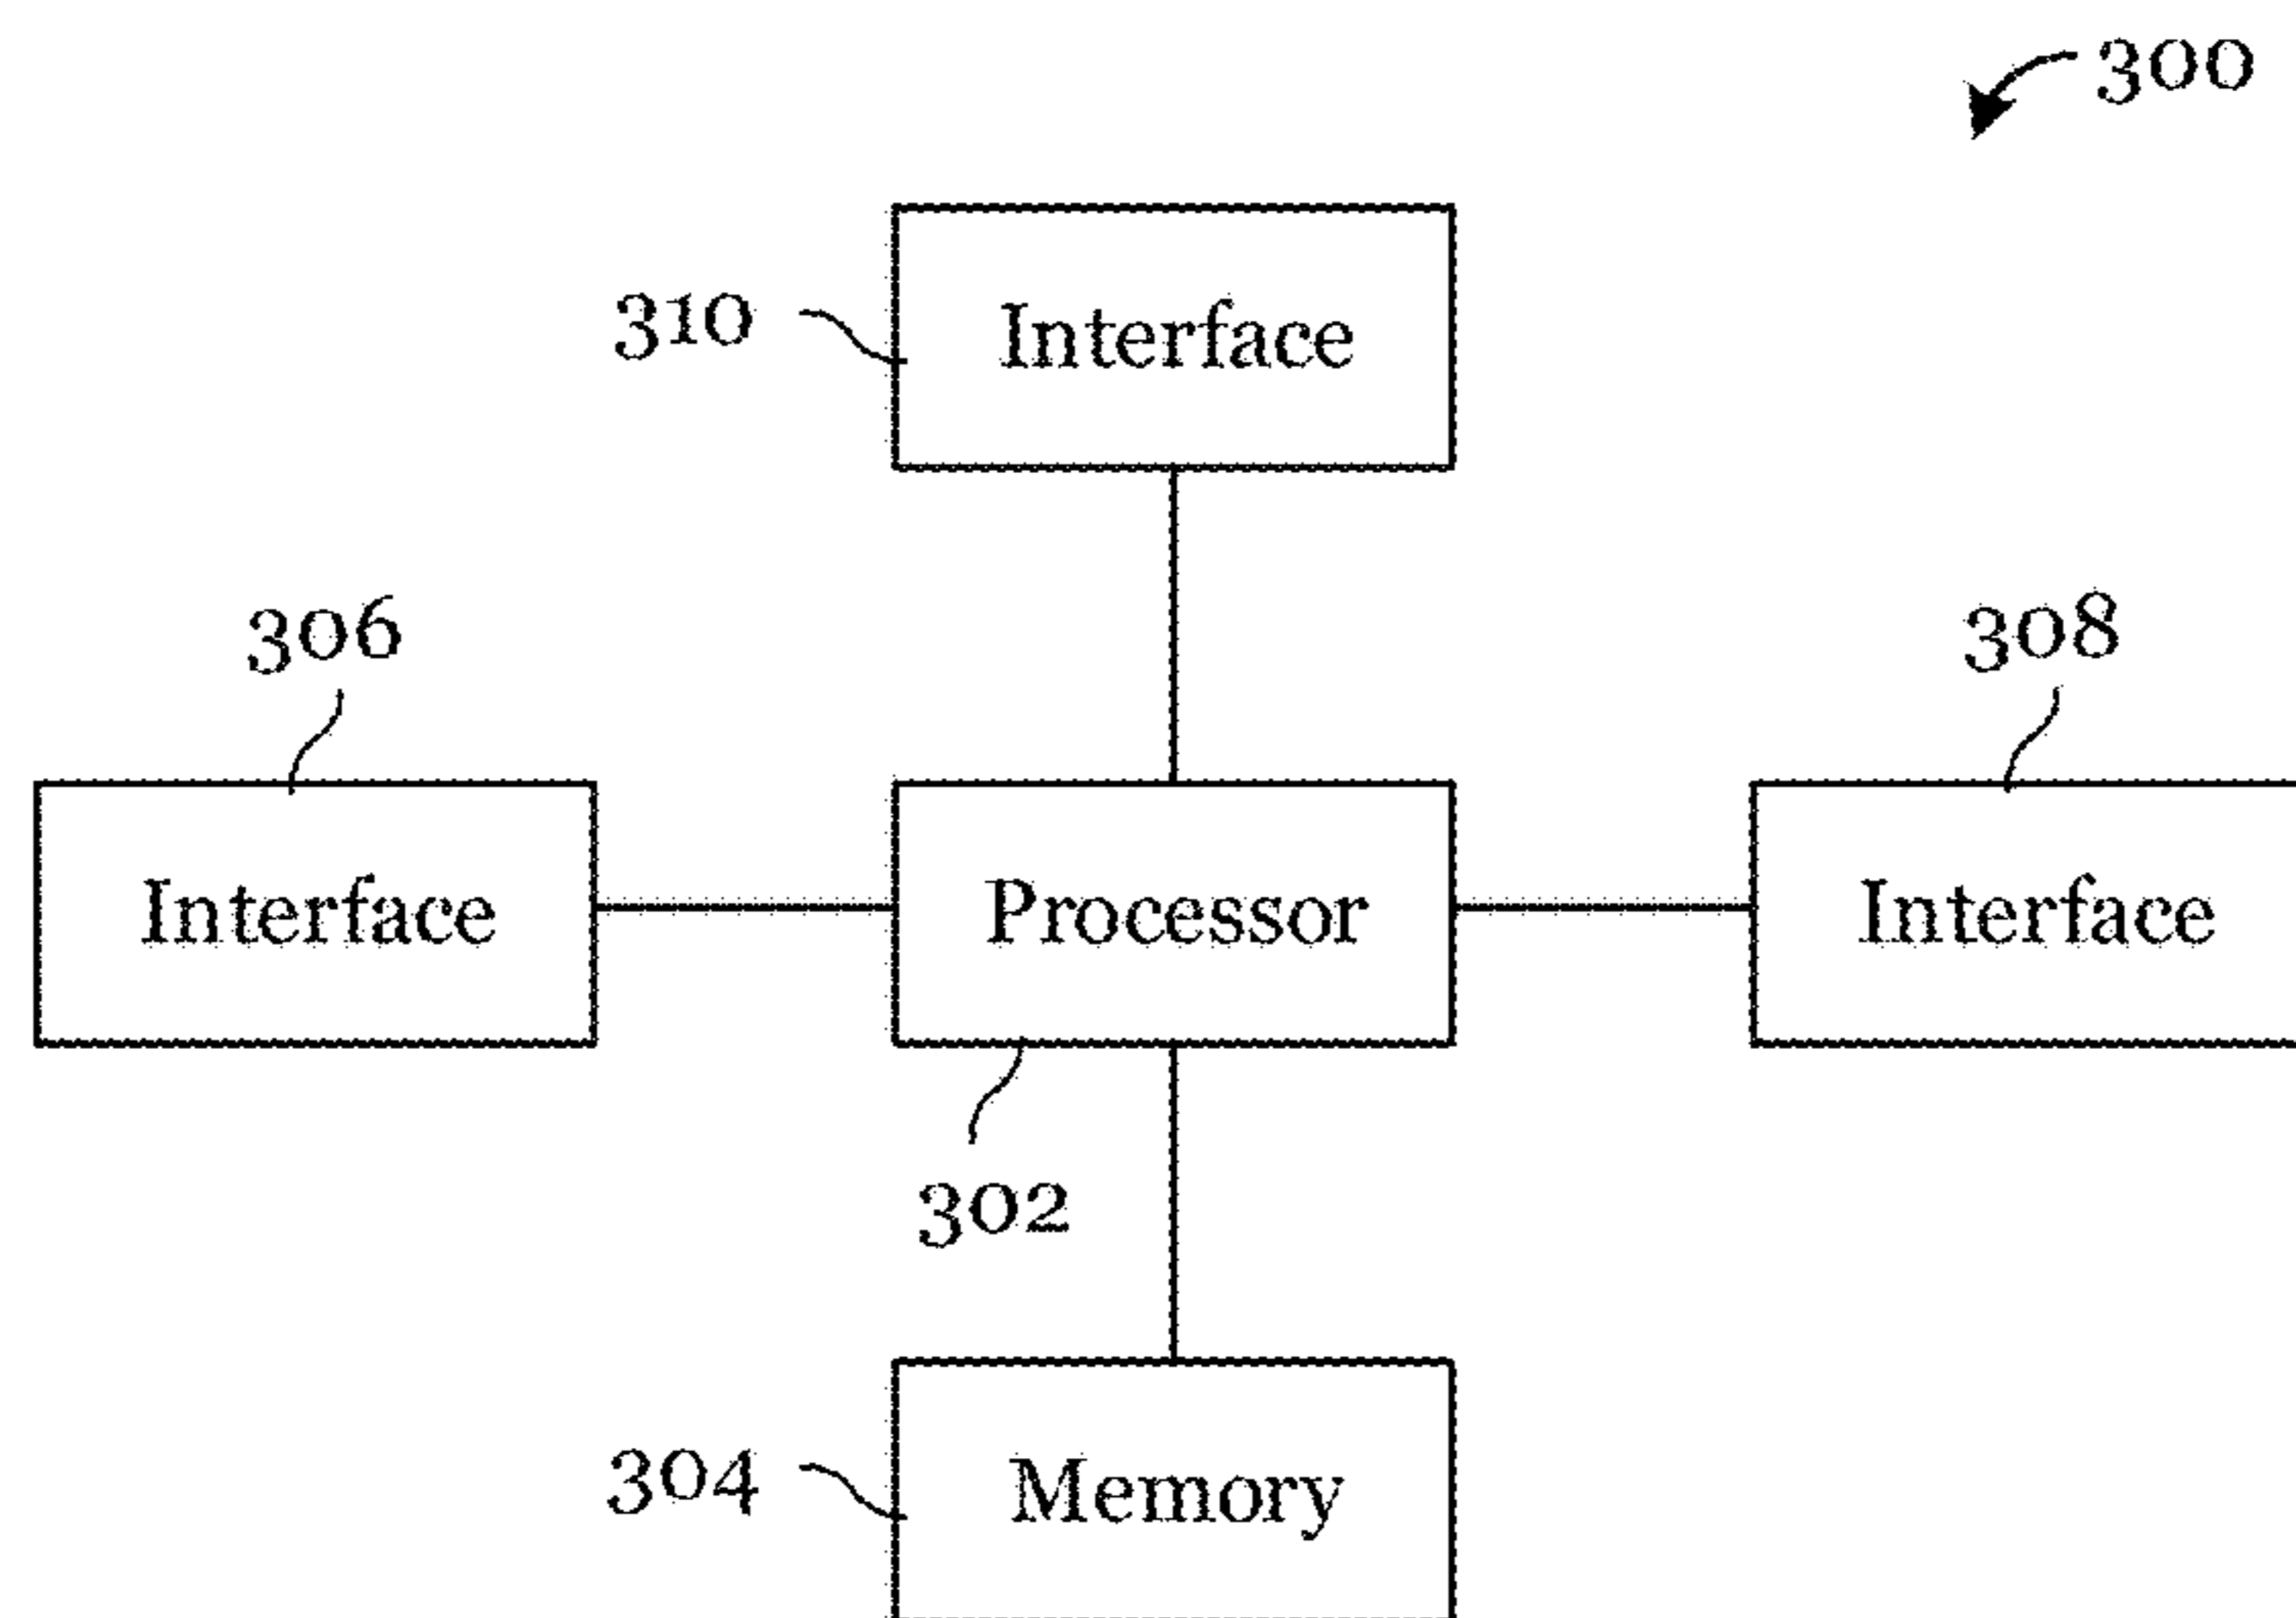 300
310
Interface
306
308
Interface
Processor
Interface
302
304
Memory